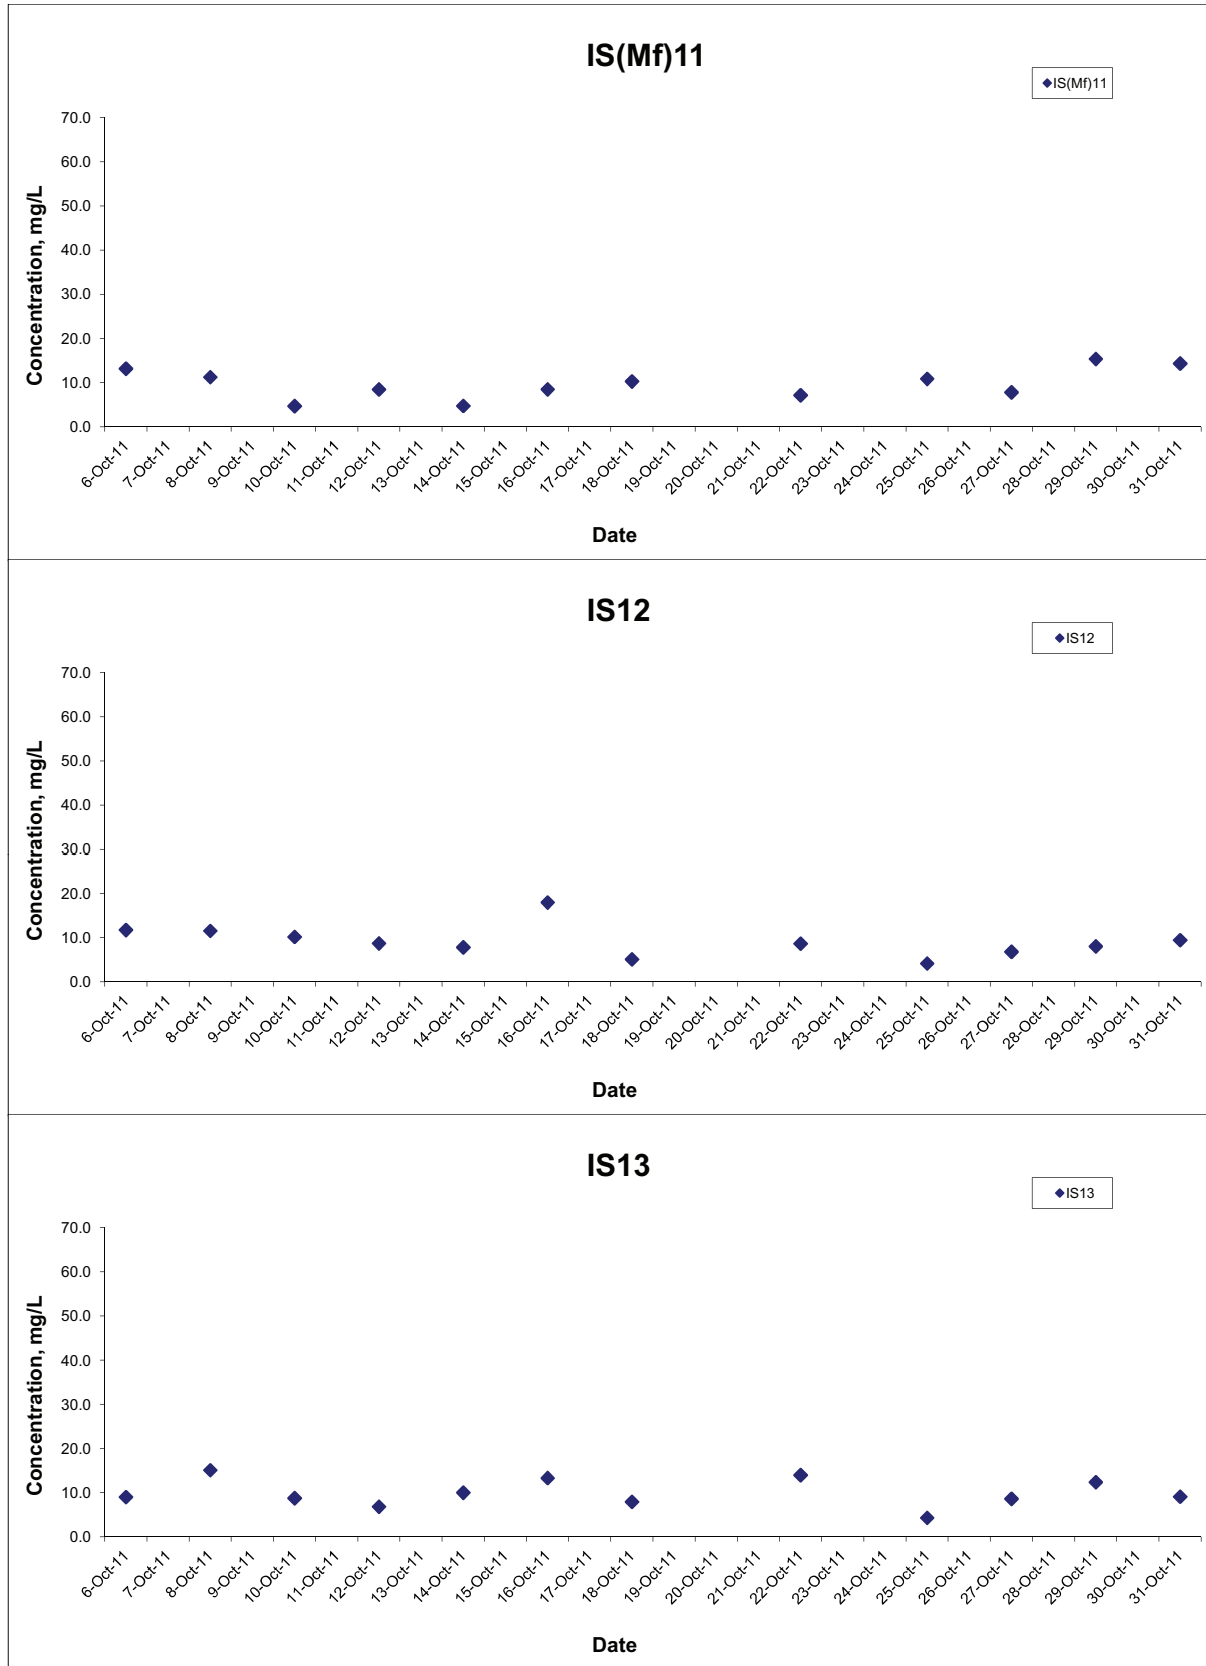 IS(Mf)11
IS(Mf)11
Concentration, mg/L
70.0
60.0
50.0
40.0
30.0
20.0
10.0
0.0
6-Oct-11
7-Oct-11
8-Oct-11
9-Oct-11
10-Oct-11
11-Oct-11
12-Oct-11
13-Oct-11
14-Oct-11
15-Oct-11
16-Oct-11
17-Oct-11
18-Oct-11
19-Oct-11
20-Oct-11
21-Oct-11
22-Oct-11
23-Oct-11
24-Oct-11
25-Oct-11
26-Oct-11
27-Oct-11
28-Oct-11
29-Oct-11
30-Oct-11
31-Oct-11
Date
IS12
IS12
Concentration, mg/L
70.0
60.0
50.0
40.0
30.0
20.0
10.0
0.0
6-Oct-11
7-Oct-11
8-Oct-11
9-Oct-11
10-Oct-11
11-Oct-11
12-Oct-11
13-Oct-11
14-Oct-11
15-Oct-11
16-Oct-11
17-Oct-11
18-Oct-11
19-Oct-11
20-Oct-11
21-Oct-11
22-Oct-11
23-Oct-11
24-Oct-11
25-Oct-11
26-Oct-11
27-Oct-11
28-Oct-11
29-Oct-11
30-Oct-11
31-Oct-11
Date
IS13
IS13
Concentration, mg/L
70.0
60.0
50.0
40.0
30.0
20.0
10.0
0.0
6-Oct-11
7-Oct-11
8-Oct-11
9-Oct-11
10-Oct-11
11-Oct-11
12-Oct-11
13-Oct-11
14-Oct-11
15-Oct-11
16-Oct-11
17-Oct-11
18-Oct-11
19-Oct-11
20-Oct-11
21-Oct-11
22-Oct-11
23-Oct-11
24-Oct-11
25-Oct-11
26-Oct-11
27-Oct-11
28-Oct-11
29-Oct-11
30-Oct-11
31-Oct-11
Date